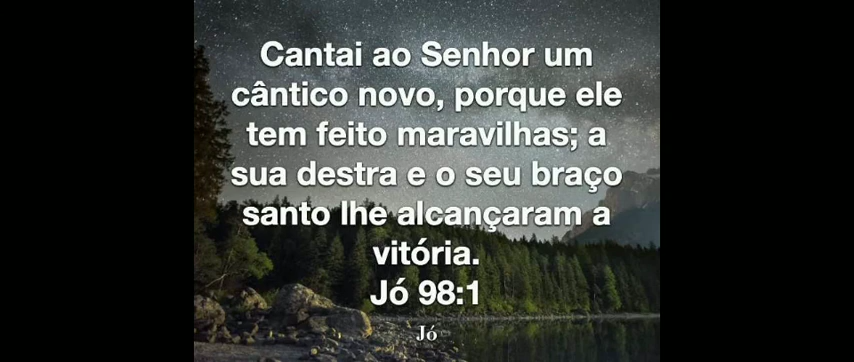 Cantai ao Senhor um
cântico novo, porque ele
tem feito maravilhas; a
sua destra e o seu braço
santo lhe alcançaram a
vitória.
Jó 98:1
Jó